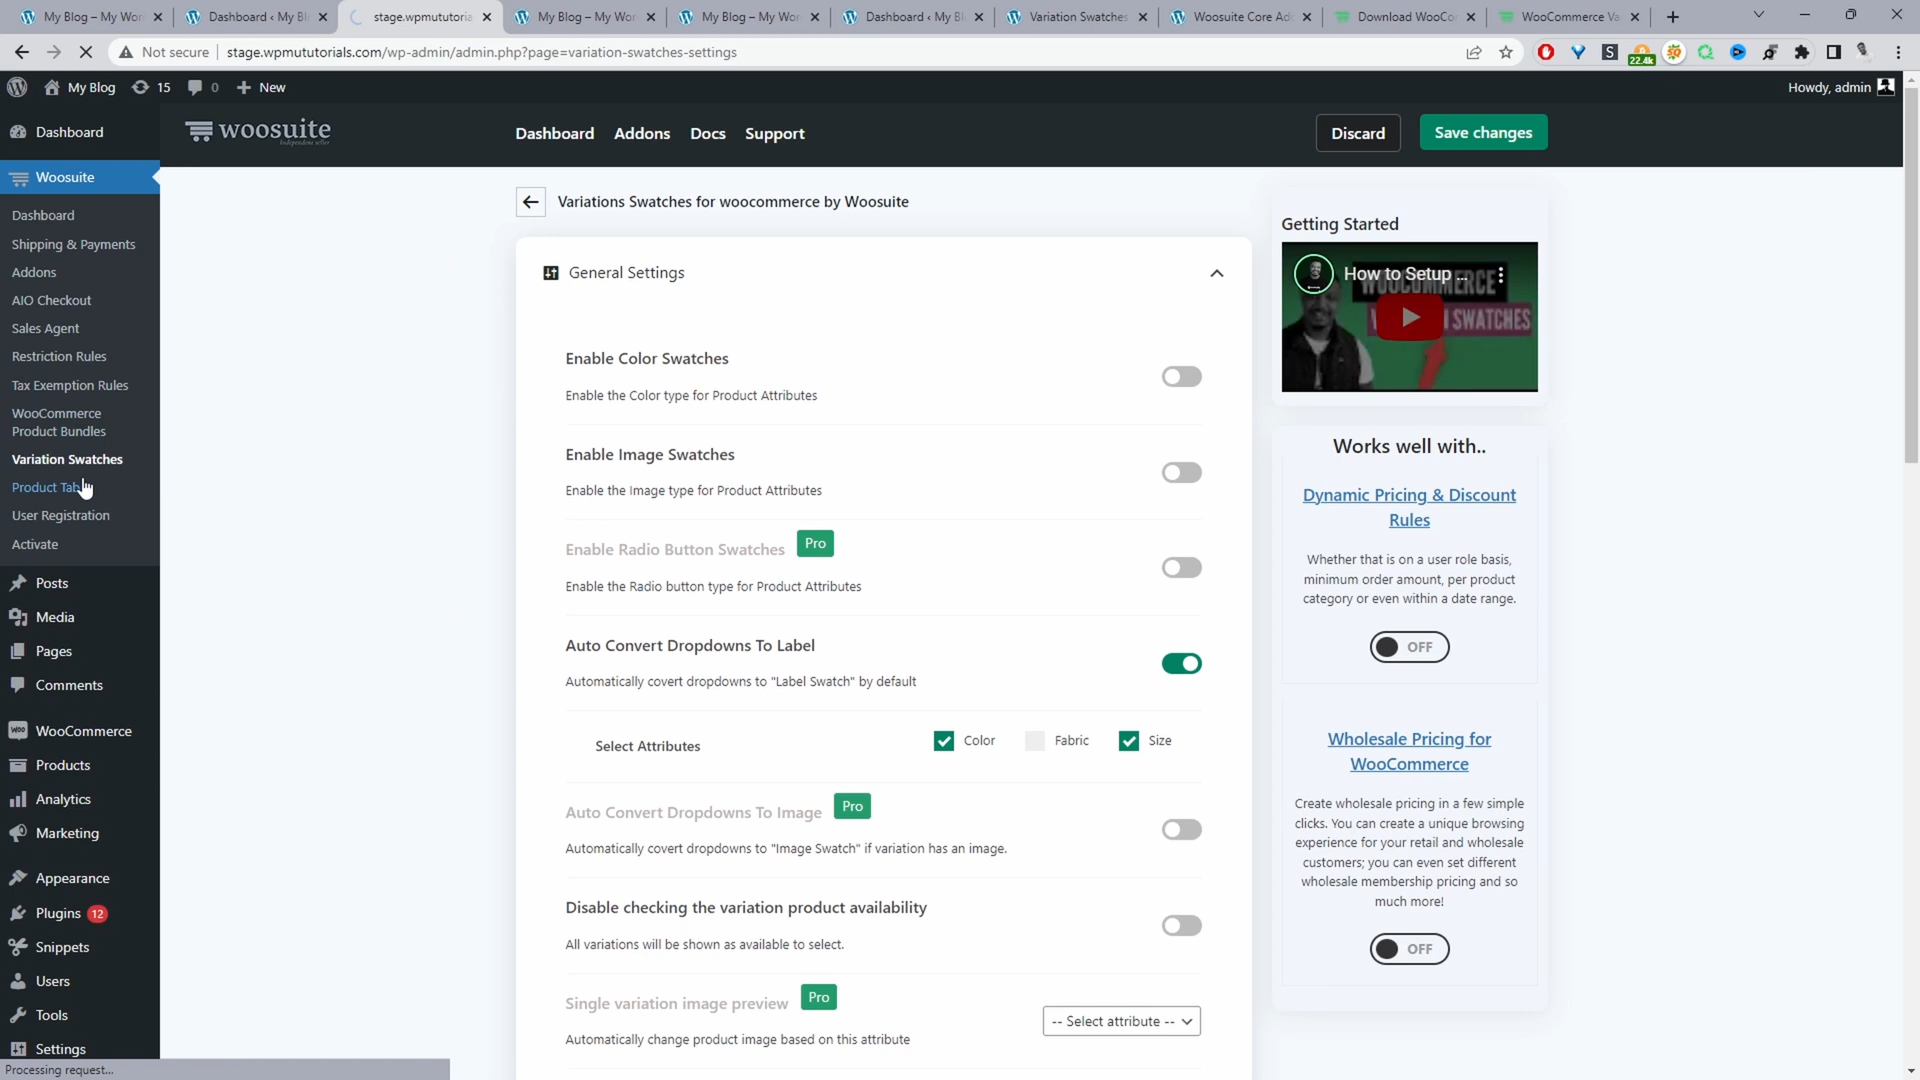 My Blog – My Wor
Dashboard ‹ My Bl
stage.wpmututoria
My Blog – My Wor
My Blog – My Wor
Dashboard ‹ My Bl
Variation Swatches
Woosuite Core Ad
Download WooCor
WooCommerce Va
Not secure
stage.wpmututorials.com/wp-admin/admin.php?page=variation-swatches-settings
22.4k
My Blog
15
0
New
Howdy, admin
Dashboard
woosuite
Independent seller
Dashboard
Addons
Docs
Support
Discard
Save changes
Woosuite
Dashboard
Shipping & Payments
Addons
AIO Checkout
Sales Agent
Restriction Rules
Tax Exemption Rules
WooCommerce
Product Bundles
Variation Swatches
Product Tab
User Registration
Activate
Posts
Media
Pages
Comments
WooCommerce
Products
Analytics
Marketing
Appearance
Plugins 12
Snippets
Users
Tools
Settings
Processing request...
Variations Swatches for woocommerce by Woosuite
General Settings
Enable Color Swatches
Enable the Color type for Product Attributes
Enable Image Swatches
Enable the Image type for Product Attributes
Enable Radio Button Swatches Pro
Enable the Radio button type for Product Attributes
Auto Convert Dropdowns To Label
Automatically covert dropdowns to "Label Swatch" by default
Select Attributes
Color
Fabric
Size
Auto Convert Dropdowns To Image Pro
Automatically covert dropdowns to "Image Swatch" if variation has an image.
Disable checking the variation product availability
All variations will be shown as available to select.
Single variation image preview Pro
Automatically change product image based on this attribute
-- Select attribute --
Getting Started
How to Setup ...
SWATCHES
Works well with..
Dynamic Pricing & Discount
Rules
Whether that is on a user role basis,
minimum order amount, per product
category or even within a date range.
OFF
Wholesale Pricing for
WooCommerce
Create wholesale pricing in a few simple
clicks. You can create a unique browsing
experience for your retail and wholesale
customers; you can even set different
wholesale membership pricing and so
much more!
OFF